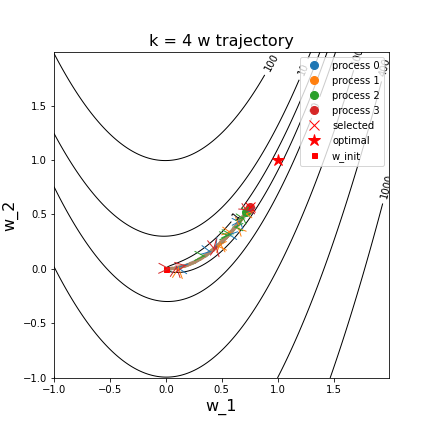 k = 4 w trajectory
100
10
process 0
process 1
process 2
process 3
selected
optimal
w_init
1000
1
w_2
1.5
1.0
0.5
0.0
−0.5
−1.0
−1.0
−0.5
0.0
0.5
1.0
1.5
w_1